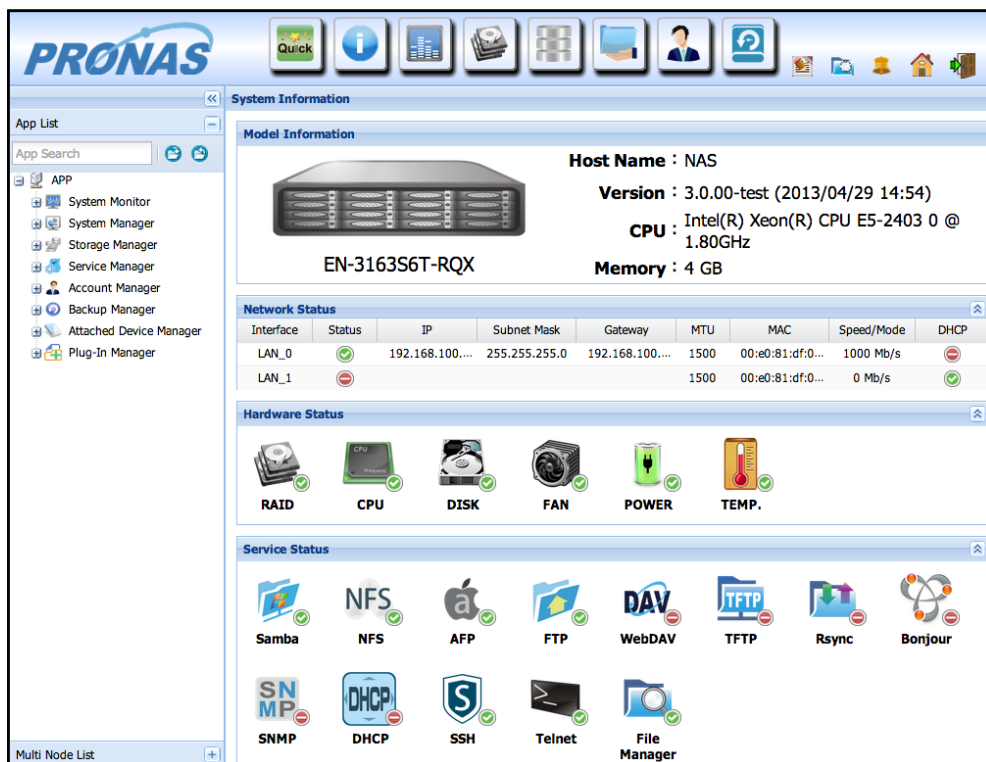 PRONAS
Quick
System Information
App List
App Search
APP
System Monitor
System Manager
Storage Manager
Service Manager
Account Manager
Backup Manager
Attached Device Manager
Plug-In Manager
Multi Node List
Model Information
EN-3163S6T-RQX
Host Name : NAS
Version : 3.0.00-test (2013/04/29 14:54)
CPU : Intel(R) Xeon(R) CPU E5-2403 0 @
1.80GHz
Memory : 4 GB
Network Status
Interface Status IP Subnet Mask Gateway MTU MAC Speed/Mode DHCP
LAN_0 192.168.100.... 255.255.255.0 192.168.100.... 1500 00:e0:81:df:0... 1000 Mb/s
LAN_1 1500 00:e0:81:df:0... 0 Mb/s
Hardware Status
CPU
RAID CPU DISK FAN POWER TEMP.
Service Status
NFS DAV TFTP
Samba NFS AFP FTP WebDAV TFTP Rsync Bonjour
SN
MP DHCP S
SNMP DHCP SSH Telnet File
Manager